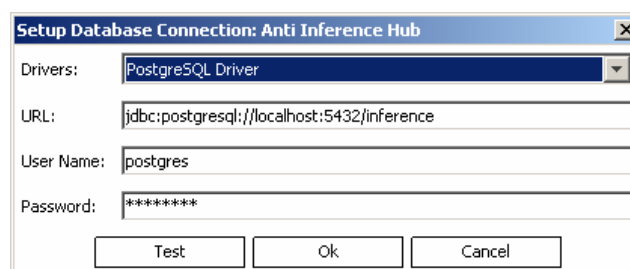 Setup Database Connection: Anti Inference Hub
Drivers: PostgreSQL Driver
URL: jdbc:postgresql://localhost:5432/inference
User Name: postgres
Password: ********
Test Ok Cancel